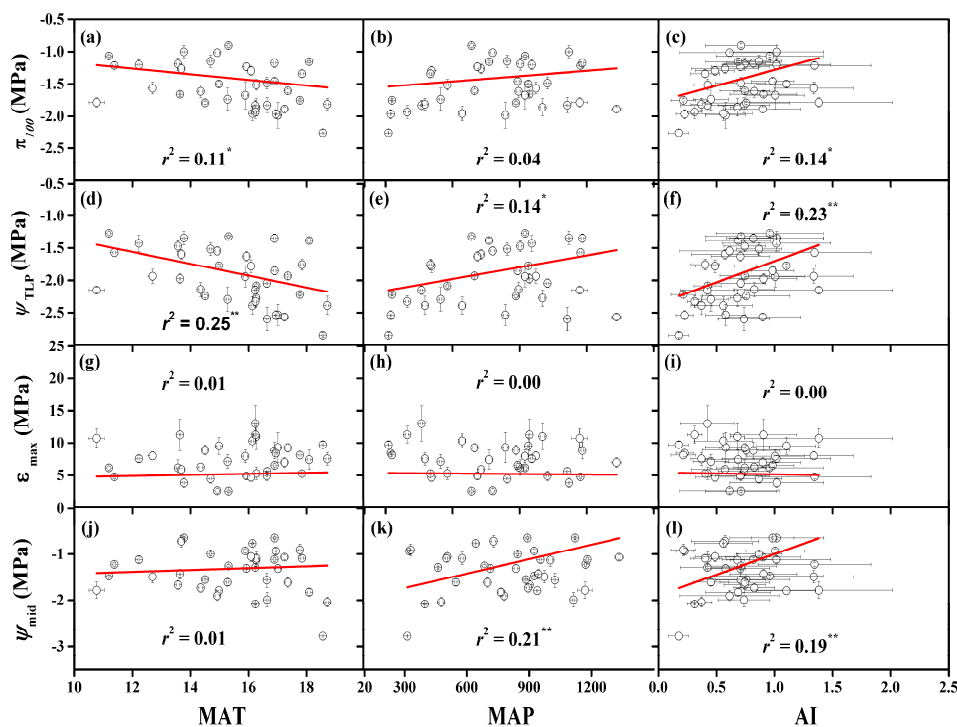 -0.5
(a)
(b)
(c)
-1.0
-1.5
-2.0
-2.5
π100 (MPa)
r² = 0.11*
r² = 0.04
r² = 0.14*
-0.5
(d)
(e)
(f)
r² = 0.14*
r² = 0.23**
-1.0
-1.5
-2.0
-2.5
ψTLP (MPa)
r² = 0.25**
25
(g)
(h)
(i)
20
15
10
5
0
εmax (MPa)
r² = 0.01
r² = 0.00
r² = 0.00
(j)
(k)
(l)
-1
-2
-3
ψmid (MPa)
r² = 0.01
r² = 0.21**
r² = 0.19**
10 12 14 16 18 20
300 600 900 1200
0.0 0.5 1.0 1.5 2.0 2.5
MAT
MAP
AI